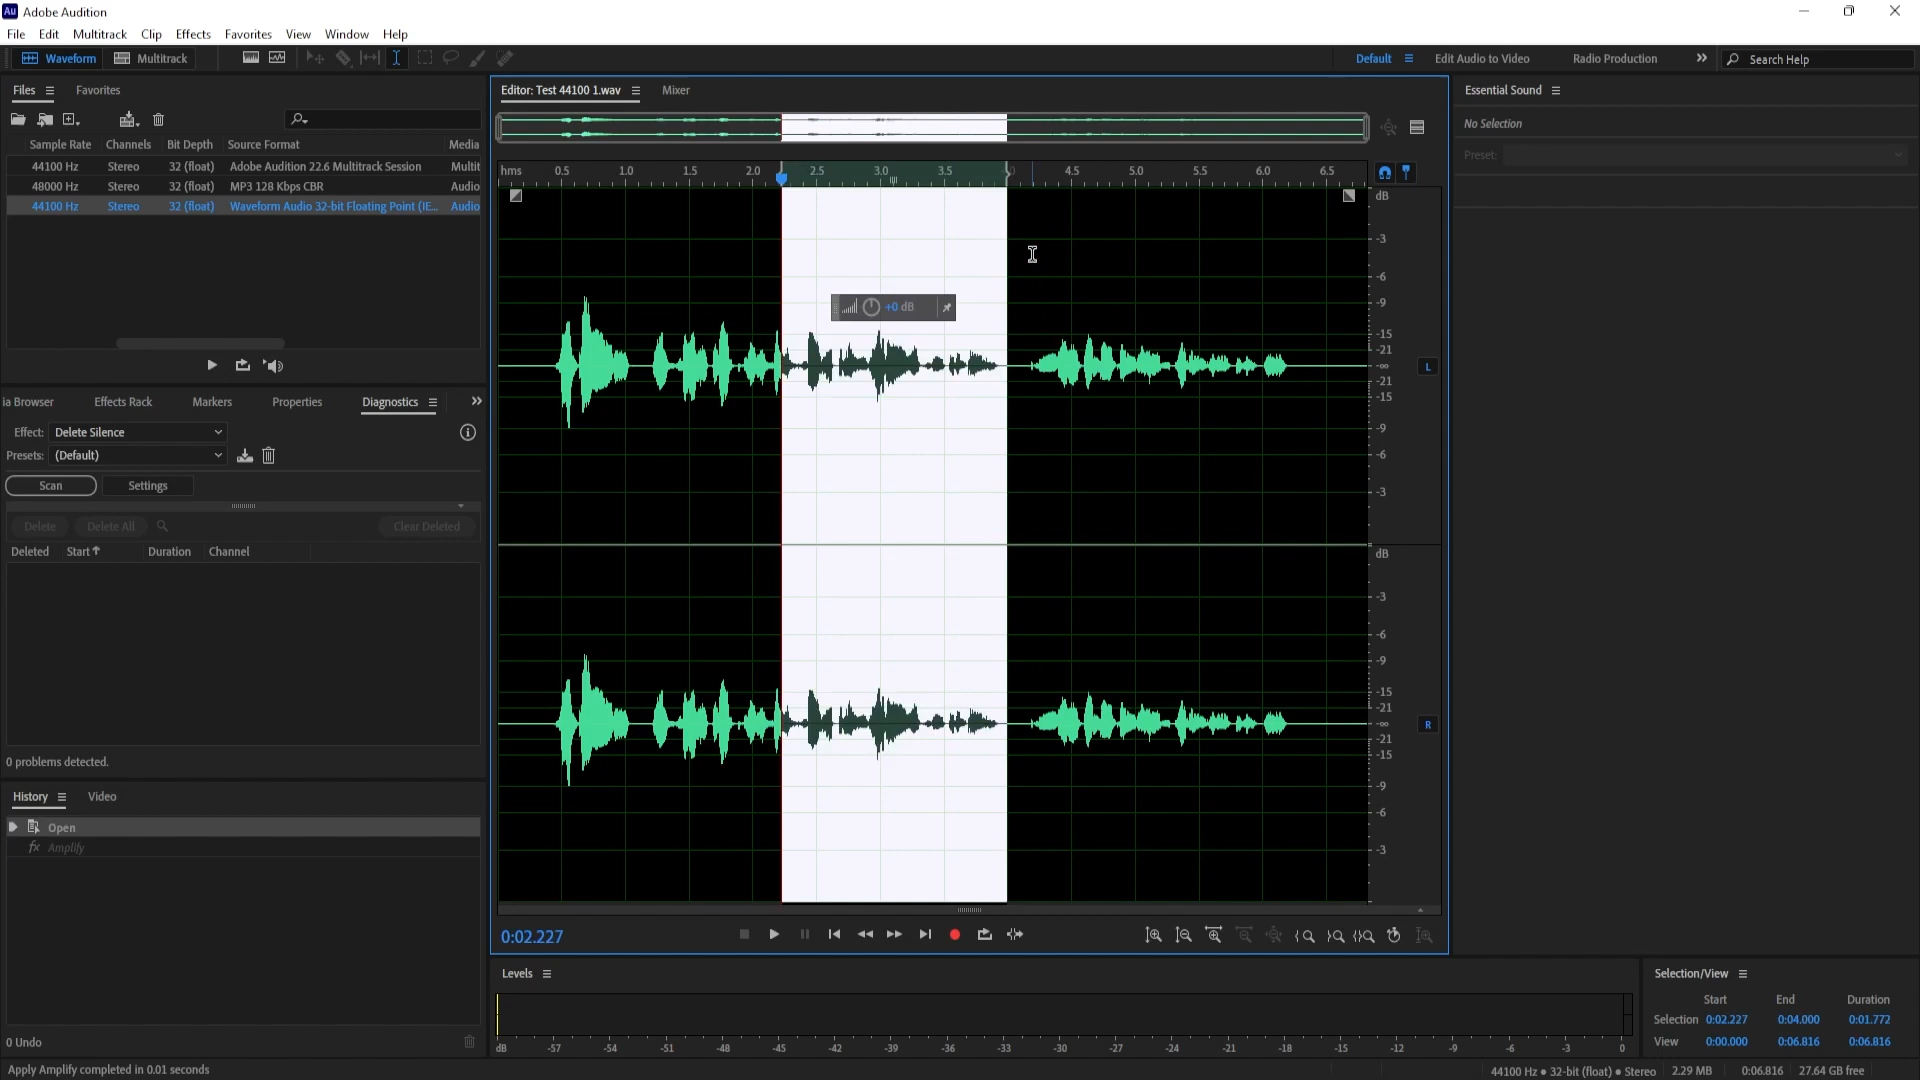 Au Adobe Audition
File Edit Multitrack Clip Effects Favorites View Window Help
Waveform Multitrack Default Edit Audio to Video Radio Production Search Help
Files Favorites
Sample Rate Channels Bit Depth Source Format Media
44100 Hz Stereo 32 (float) Adobe Audition 22.6 Multitrack Session Multit
48000 Hz Stereo 32 (float) MP3 128 Kbps CBR Audio
44100 Hz Stereo 32 (float) Waveform Audio 32-bit Floating Point (IE... Audio
ia Browser Effects Rack Markers Properties Diagnostics
Effect: Delete Silence
Presets: (Default)
Scan Settings
Delete Delete All Clear Deleted
Deleted Start Duration Channel
0 problems detected.
History Video
Open
fx Amplify
0 Undo
Apply Amplify completed in 0.01 seconds
Editor: Test 44100 1.wav Mixer
hms 0.5 1.0 1.5 2.0 2.5 3.0 3.5 4.5 5.0 5.5 6.0 6.5
+0 dB
dB
-3
-6
-9
-15
-21
-∞
-21
-15
-9
-6
-3
L
dB
-3
-6
-9
-15
-21
-∞
-21
-15
-9
-6
-3
R
0:02.227
Levels
dB -57 -54 -51 -48 -45 -42 -39 -36 -33 -30 -27 -24 -21 -18 -15 -12 -9 -6 -3 0
Essential Sound
No Selection
Preset:
Selection/View
Start End Duration
Selection 0:02.227 0:04.000 0:01.772
View 0:00.000 0:06.816 0:06.816
44100 Hz • 32-bit (float) • Stereo 2.29 MB 0:06.816 27.64 GB free